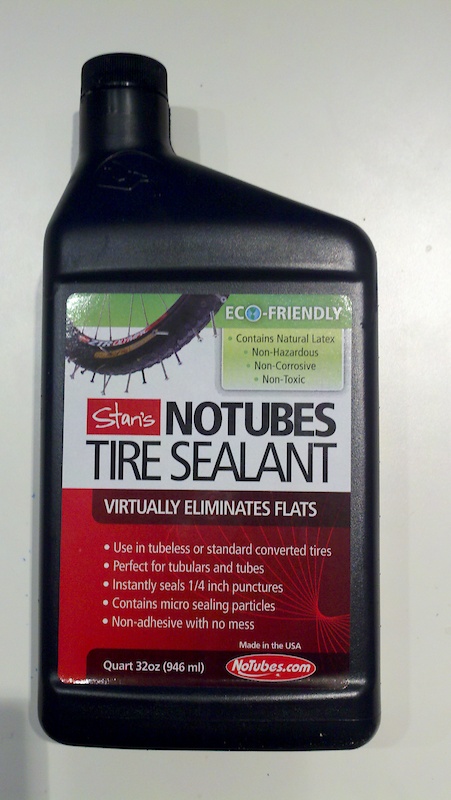 ECO-FRIENDLY
Contains Natural Latex
Non-Hazardous
Non-Corrosive
Non-Toxic
Stan's NOTUBES
TIRE SEALANT
VIRTUALLY ELIMINATES FLATS
• Use in tubeless or standard converted tires
• Perfect for tubulars and tubes
• Instantly seals 1/4 inch punctures
• Contains micro sealing particles
• Non-adhesive with no mess
Made in the USA
Quart 32oz (946 ml)
NoTubes.com